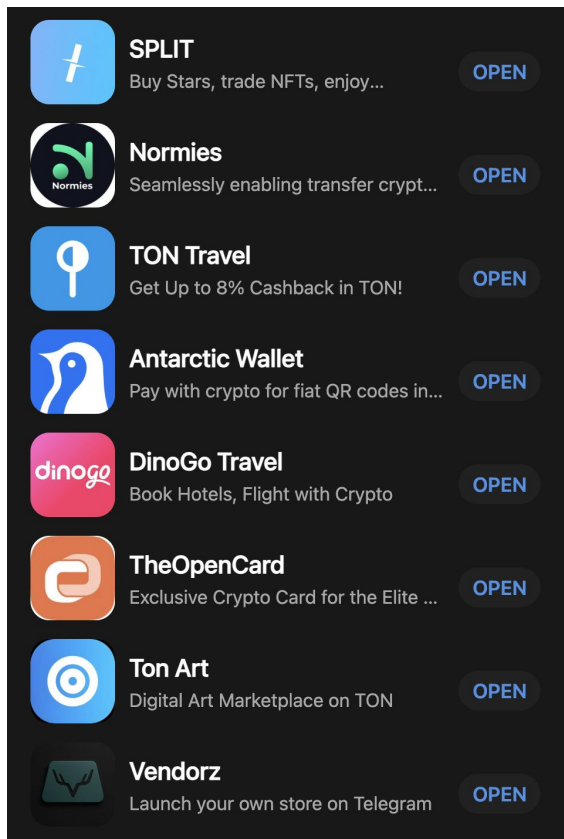 SPLIT
Buy Stars, trade NFTs, enjoy...
OPEN
Normies
Normies
Seamlessly enabling transfer crypt...
OPEN
TON Travel
Get Up to 8% Cashback in TON!
OPEN
Antarctic Wallet
Pay with crypto for fiat QR codes in...
OPEN
dinogo
DinoGo Travel
Book Hotels, Flight with Crypto
OPEN
TheOpenCard
Exclusive Crypto Card for the Elite ...
OPEN
Ton Art
Digital Art Marketplace on TON
OPEN
Vendorz
Launch your own store on Telegram
OPEN